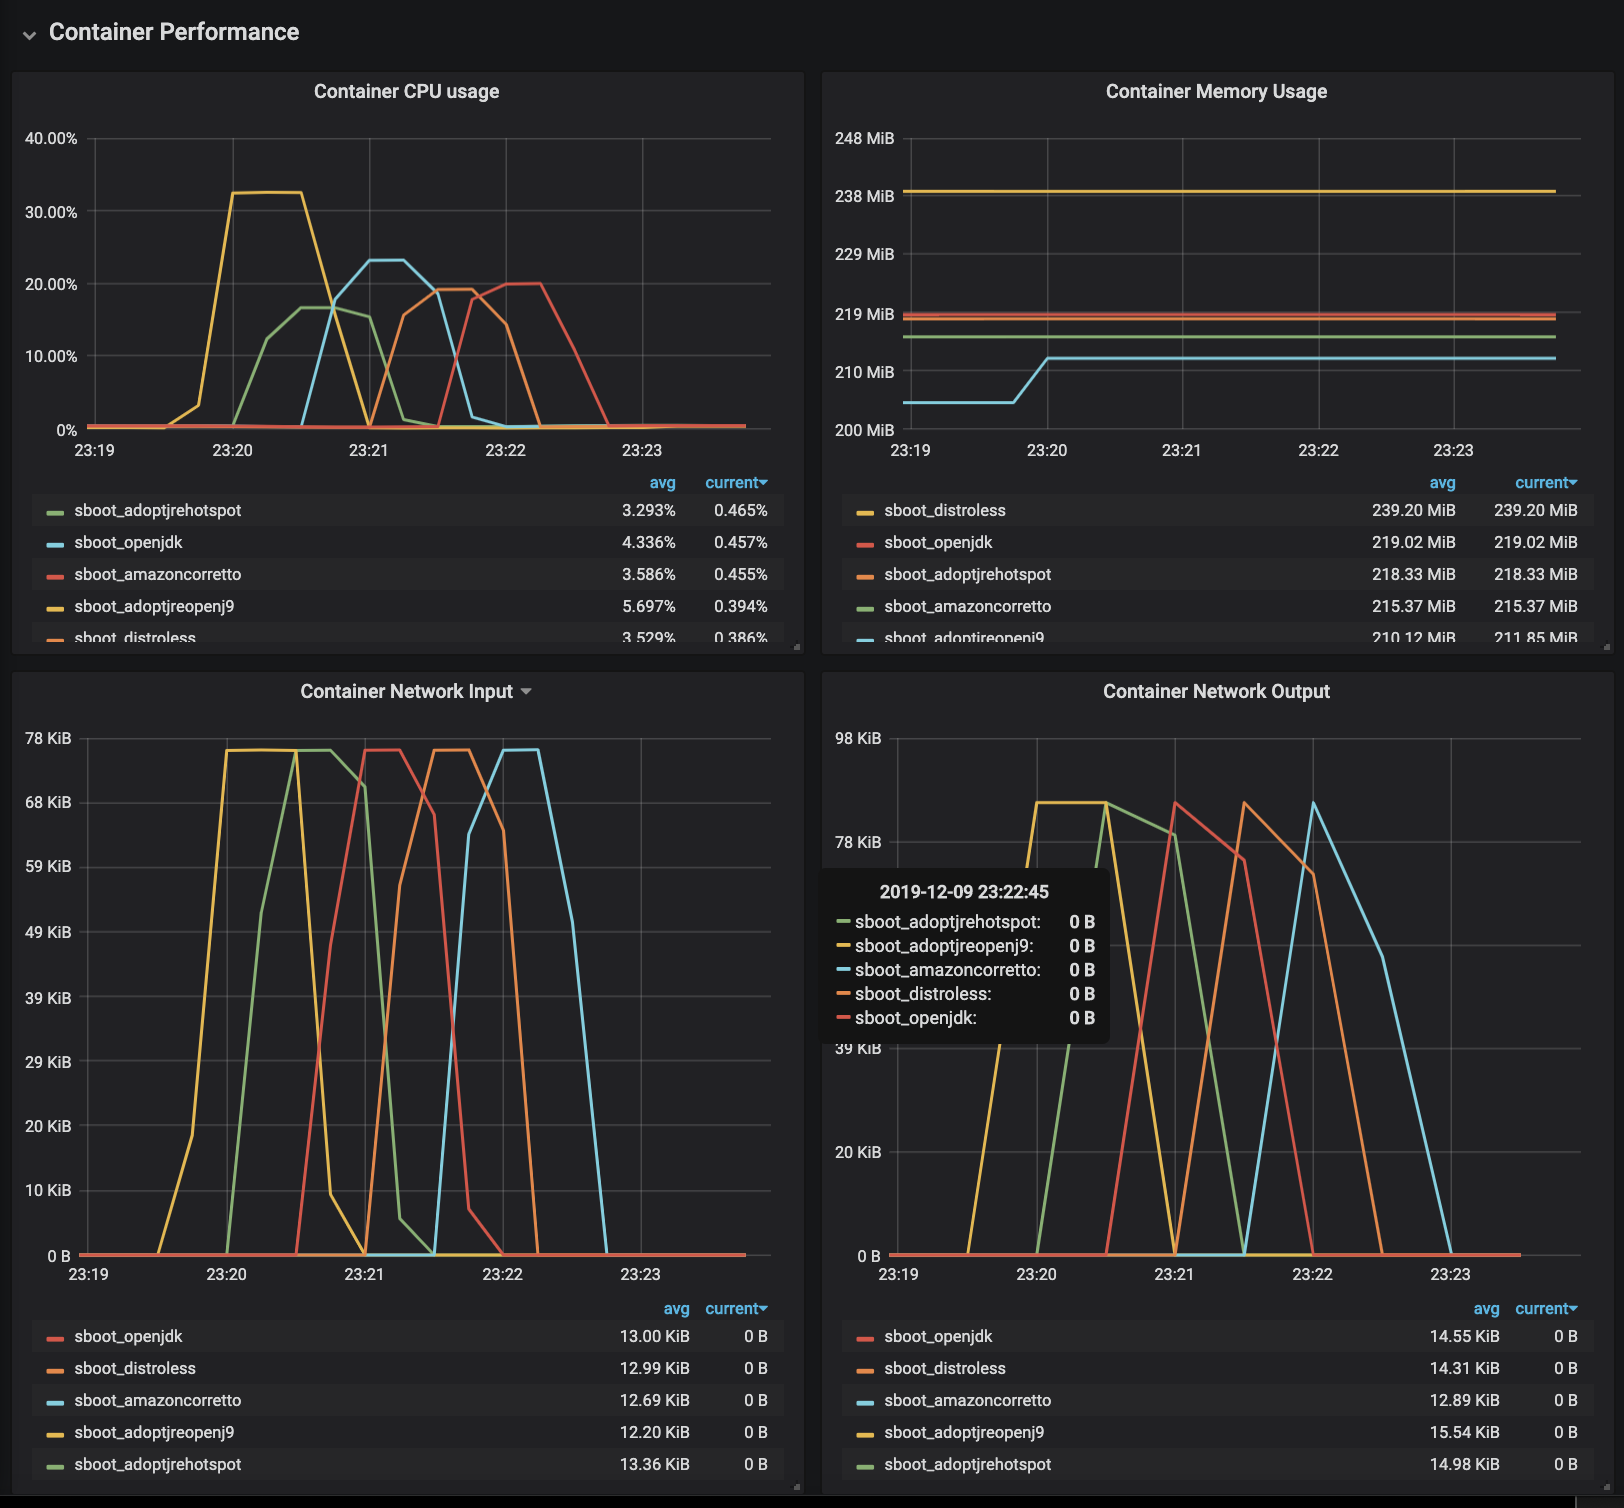 Container Performance
Container CPU usage
40.00%
30.00%
20.00%
10.00%
0%
23:19 23:20 23:21 23:22 23:23
avg current
sboot_adoptjrehotspot 3.293% 0.465%
sboot_openjdk 4.336% 0.457%
sboot_amazoncorretto 3.586% 0.455%
sboot_adoptjreopenj9 5.697% 0.394%
sboot_distroless 3.529% 0.386%
Container Memory Usage
248 MiB
238 MiB
229 MiB
219 MiB
210 MiB
200 MiB
23:19 23:20 23:21 23:22 23:23
avg current
sboot_distroless 239.20 MiB 239.20 MiB
sboot_openjdk 219.02 MiB 219.02 MiB
sboot_adoptjrehotspot 218.33 MiB 218.33 MiB
sboot_amazoncorretto 215.37 MiB 215.37 MiB
sboot_adoptjreopenj9 210.12 MiB 211.85 MiB
Container Network Input
78 KiB
68 KiB
59 KiB
49 KiB
39 KiB
29 KiB
20 KiB
10 KiB
0 B
23:19 23:20 23:21 23:22 23:23
avg current
sboot_openjdk 13.00 KiB 0 B
sboot_distroless 12.99 KiB 0 B
sboot_amazoncorretto 12.69 KiB 0 B
sboot_adoptjreopenj9 12.20 KiB 0 B
sboot_adoptjrehotspot 13.36 KiB 0 B
Container Network Output
98 KiB
78 KiB
2019-12-09 23:22:45
sboot_adoptjrehotspot: 0 B
sboot_adoptjreopenj9: 0 B
sboot_amazoncorretto: 0 B
sboot_distroless: 0 B
sboot_openjdk: 0 B
39 KiB
20 KiB
0 B
23:19 23:20 23:21 23:22 23:23
avg current
sboot_openjdk 14.55 KiB 0 B
sboot_distroless 14.31 KiB 0 B
sboot_amazoncorretto 12.89 KiB 0 B
sboot_adoptjreopenj9 15.54 KiB 0 B
sboot_adoptjrehotspot 14.98 KiB 0 B